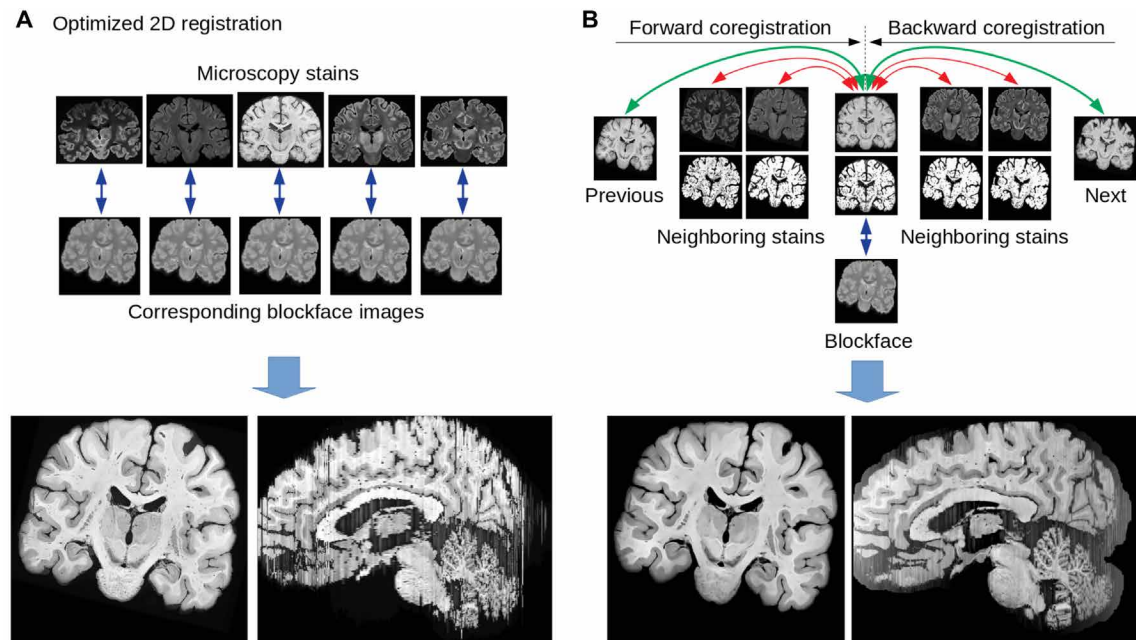 A Optimized 2D registration
Microscopy stains
Corresponding blockface images
B
Forward coregistration Backward coregistration
Previous Next
Neighboring stains Neighboring stains
Blockface